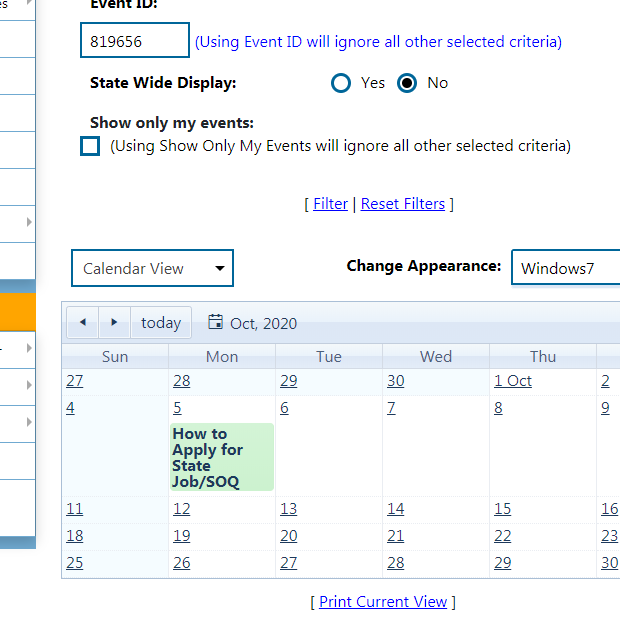 Event ID:
819656 (Using Event ID will ignore all other selected criteria)
State Wide Display: Yes No
Show only my events:
(Using Show Only My Events will ignore all other selected criteria)
[ Filter | Reset Filters ]
Calendar View Change Appearance: Windows7
today Oct, 2020
Sun Mon Tue Wed Thu
27 28 29 30 1 Oct 2
4 5 6 7 8 9
How to
Apply for
State
Job/SOQ
11 12 13 14 15 16
18 19 20 21 22 23
25 26 27 28 29 30
[ Print Current View ]